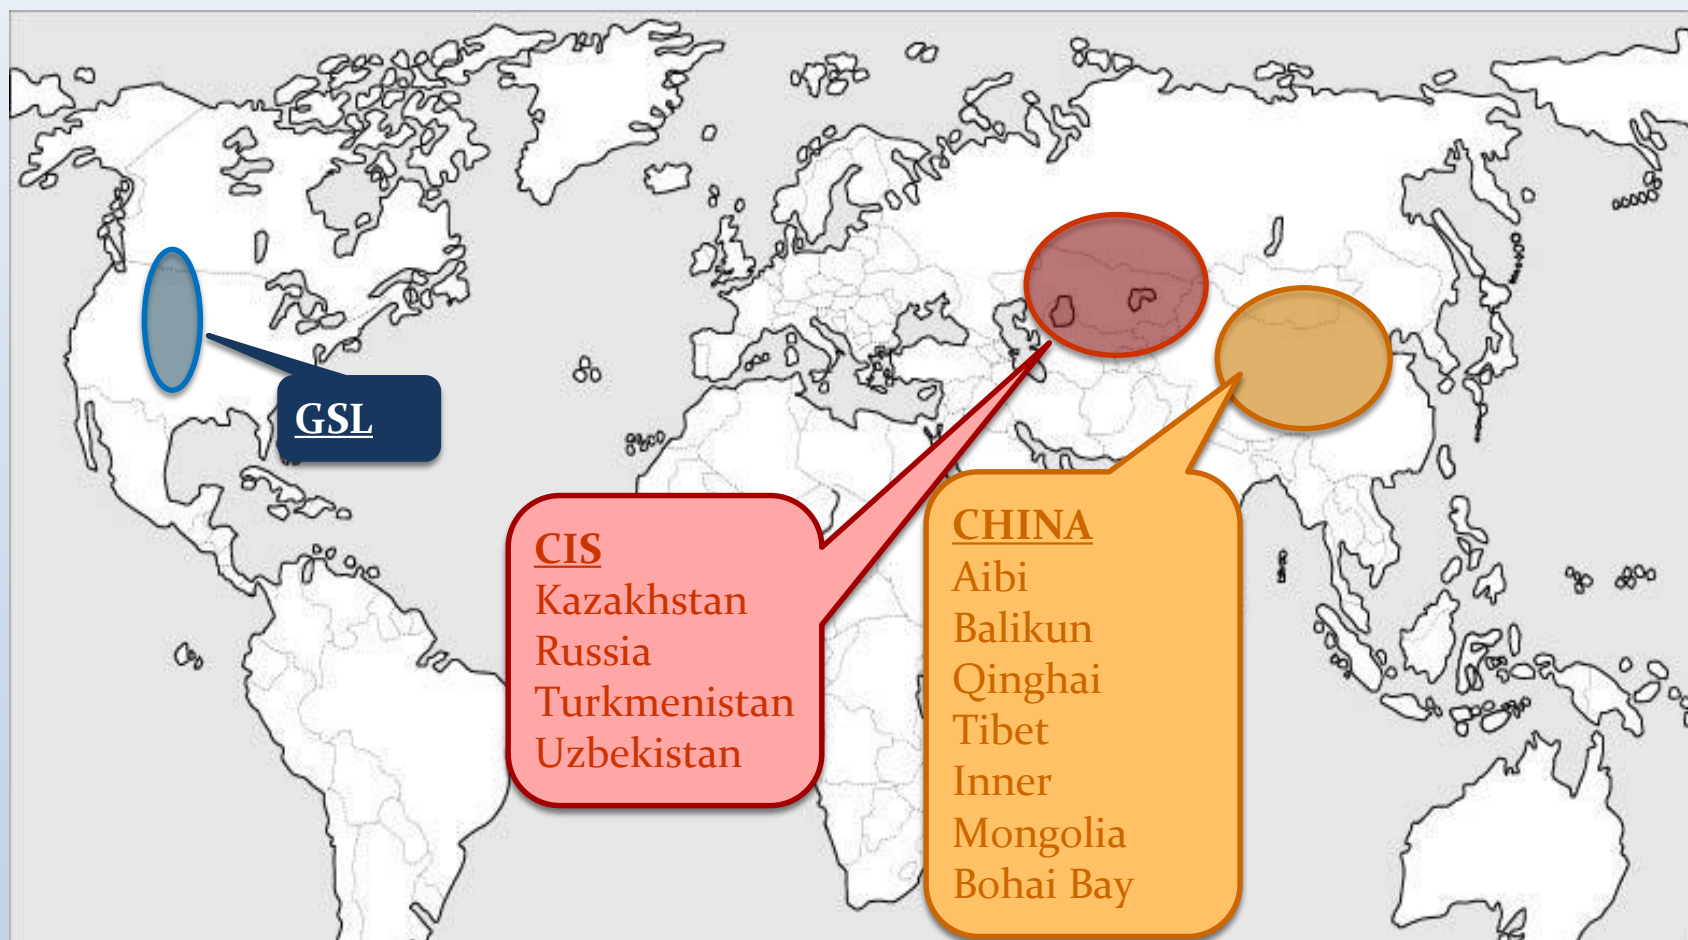 GSL
CIS
Kazakhstan
Russia
Turkmenistan
Uzbekistan
CHINA
Aibi
Balikun
Qinghai
Tibet
Inner
Mongolia
Bohai Bay